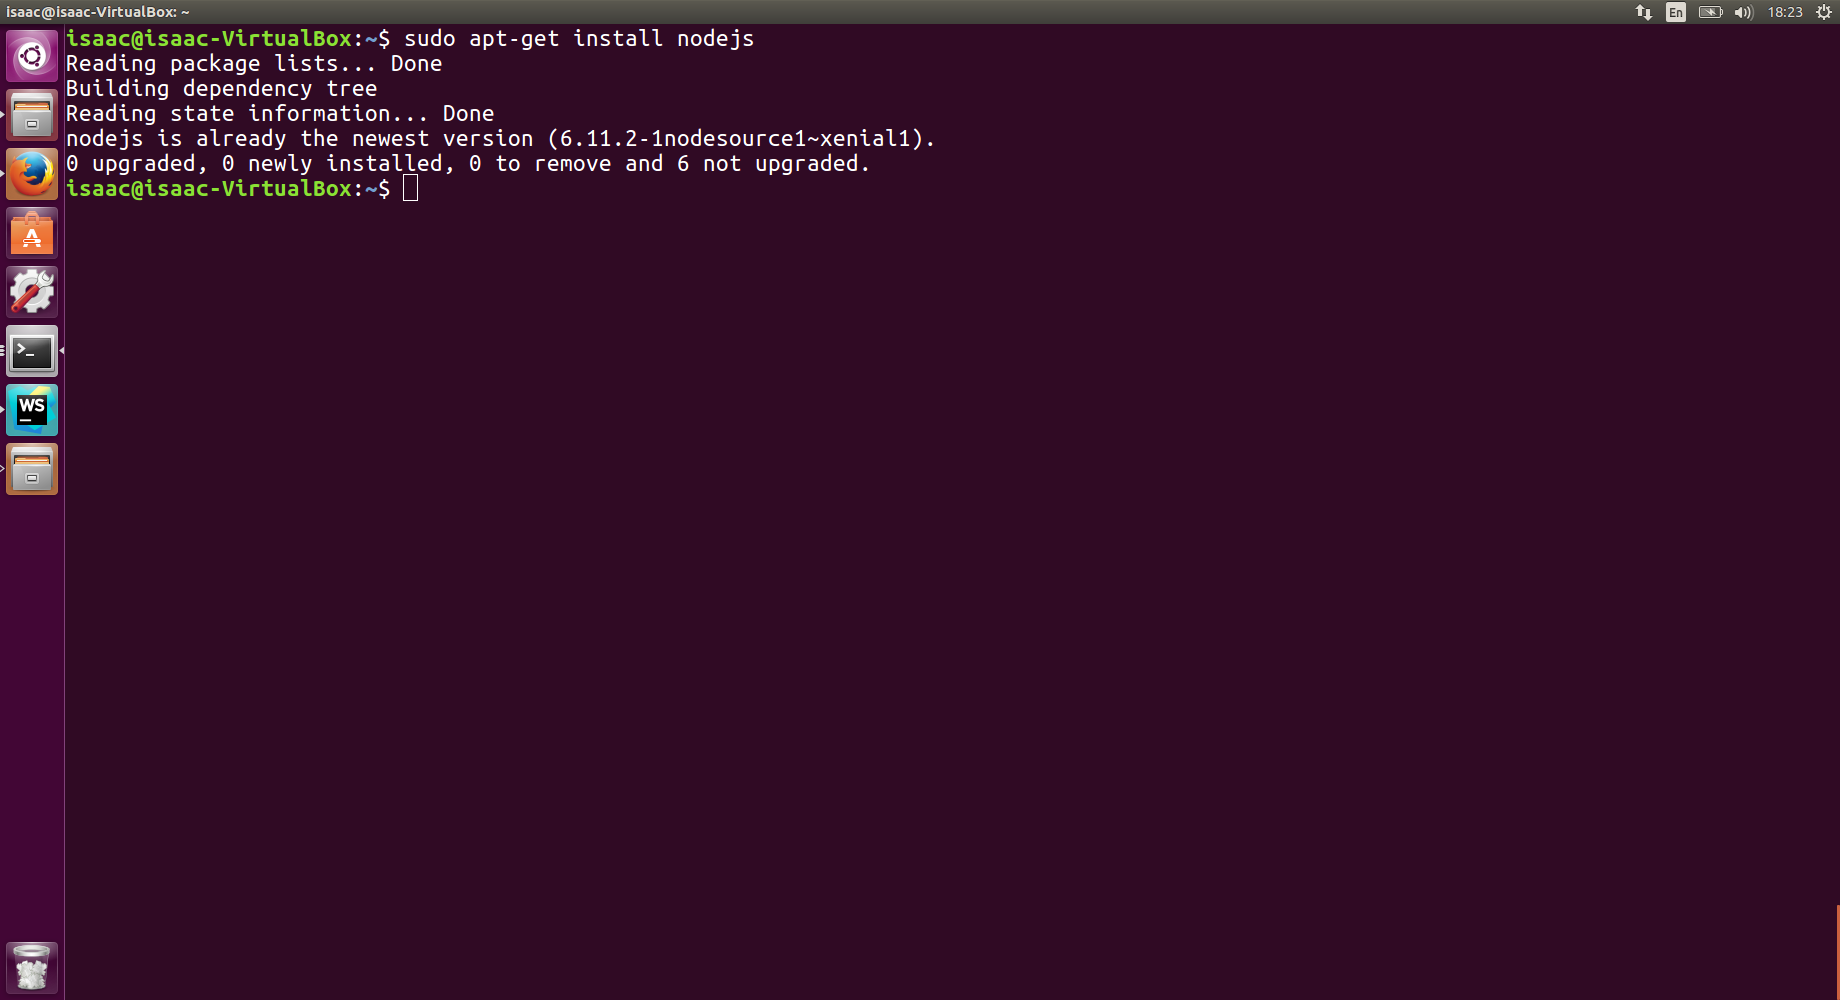 isaac@isaac-VirtualBox: ~
En
18:23
isaac@isaac-VirtualBox:~$ sudo apt-get install nodejs
Reading package lists... Done
Building dependency tree
Reading state information... Done
nodejs is already the newest version (6.11.2-1nodesource1~xenial1).
0 upgraded, 0 newly installed, 0 to remove and 6 not upgraded.
isaac@isaac-VirtualBox:~$
>_
WS